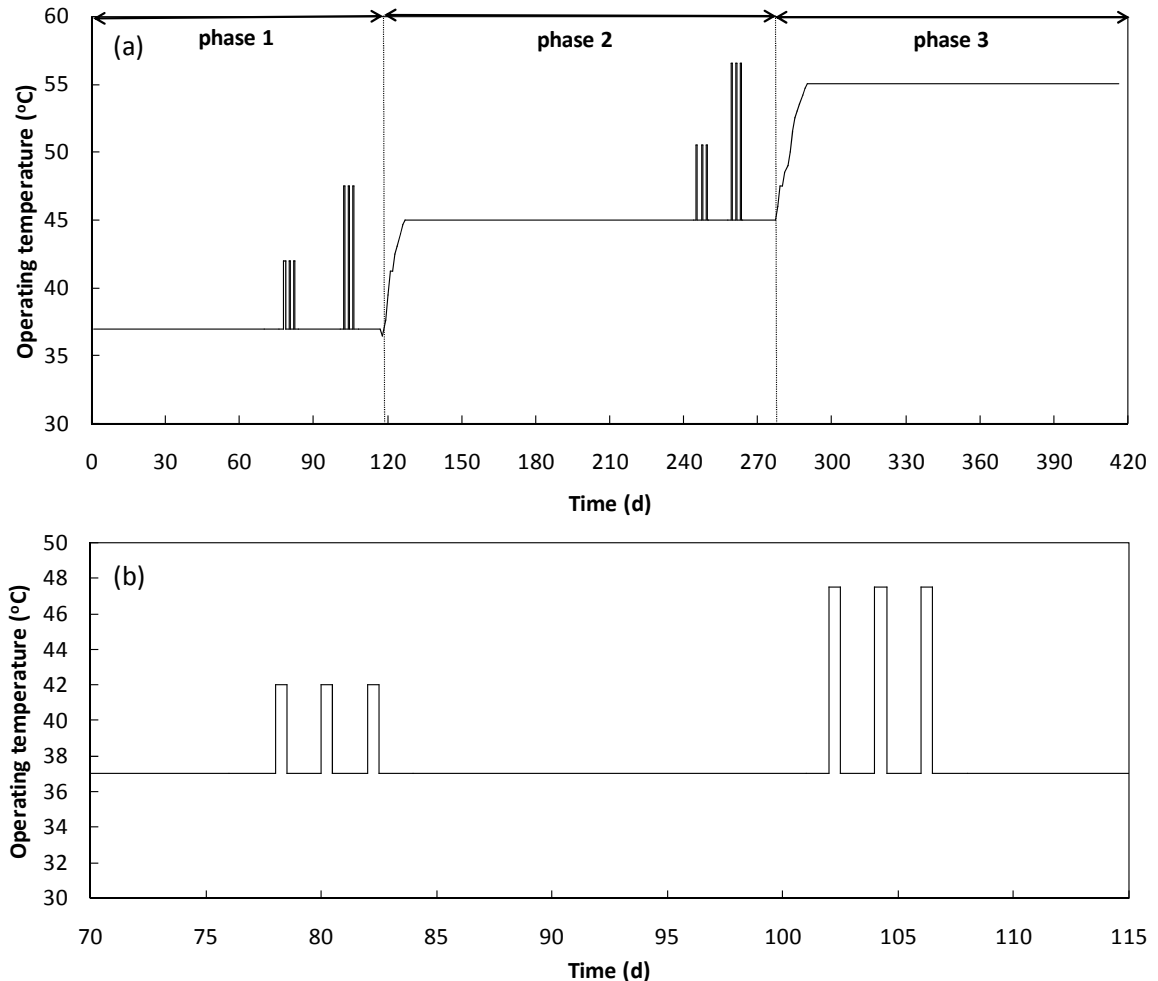 60
55
50
45
40
35
30
Operating temperature (oC)
(a)
phase 1
phase 2
phase 3
0 30 60 90 120 150 180 210 240 270 300 330 360 390 420
Time (d)
50
48
46
44
42
40
38
36
34
32
30
Operating temperature (oC)
(b)
70 75 80 85 90 95 100 105 110 115
Time (d)